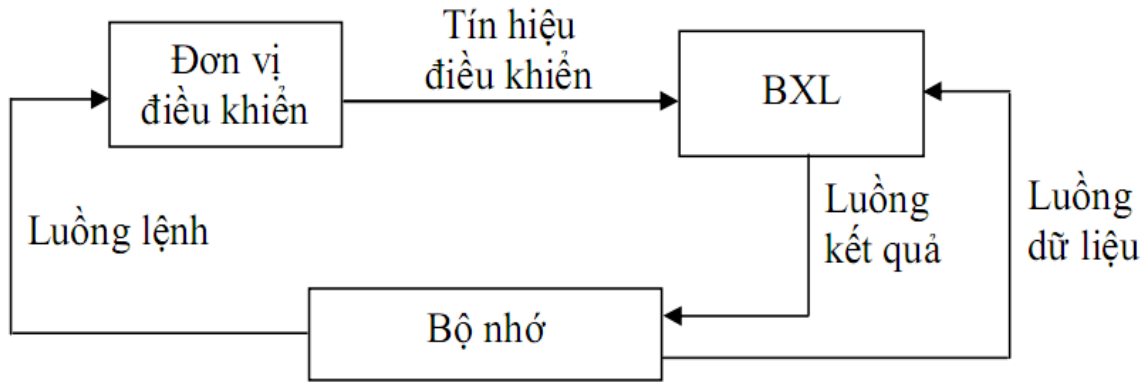 Đơn vị
điều khiển
Tín hiệu
điều khiển
BXL
Luồng lệnh
Luồng
kết quả
Luồng
dữ liệu
Bộ nhớ